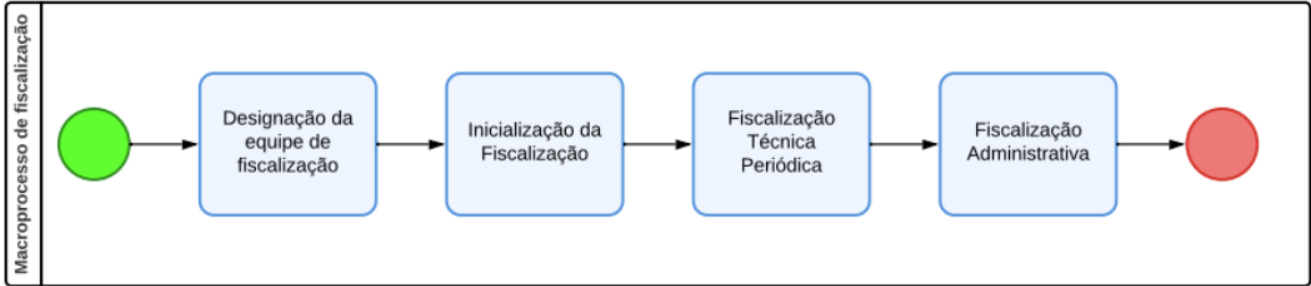 Macroprocesso de fiscalização
Designação da
equipe de
fiscalização
Inicialização da
Fiscalização
Fiscalização
Técnica
Periódica
Fiscalização
Administrativa